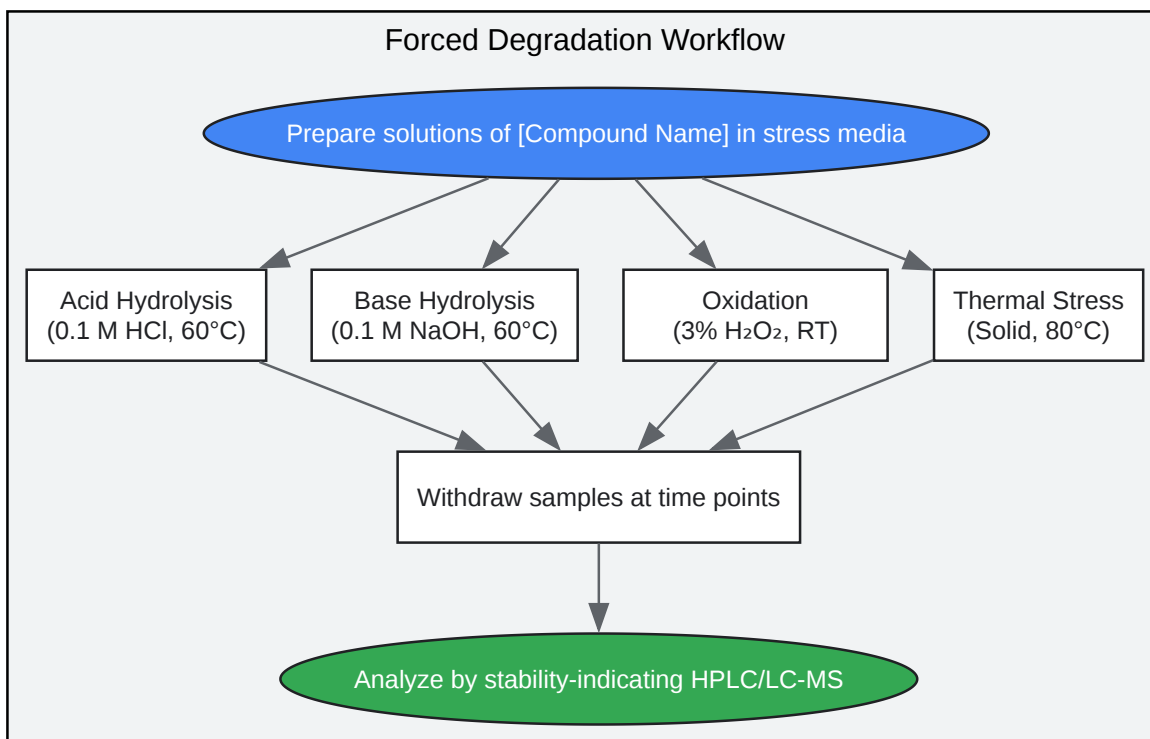 Forced Degradation Workflow
Prepare solutions of [Compound Name] in stress media
Acid Hydrolysis
(0.1 M HCl, 60°C)
Base Hydrolysis
(0.1 M NaOH, 60°C)
Oxidation
(3% H₂O₂, RT)
Thermal Stress
(Solid, 80°C)
Withdraw samples at time points
Analyze by stability-indicating HPLC/LC-MS